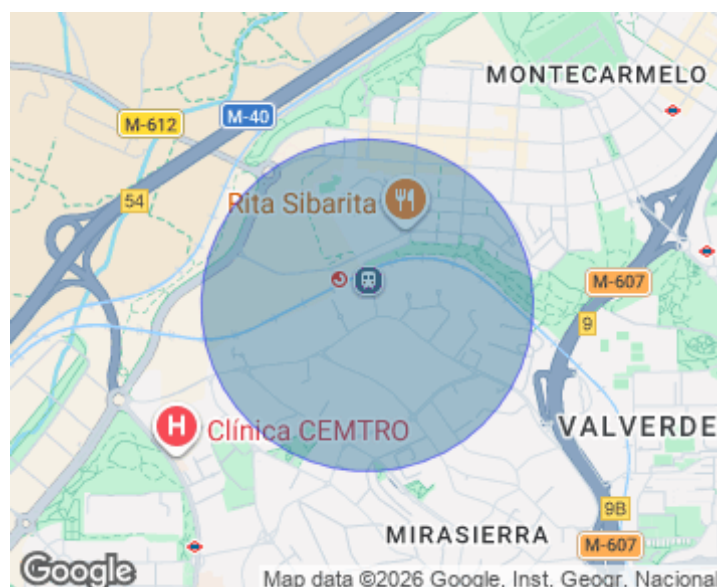 MONTECARMELO
M-40
M-612
54
Rita Sibarita
M-607
9
H
Clínica CEMTRO
VALVERDE
9B
MIRASIERRA
M-607
Google
Map data ©2026 Google, Inst. Geogr. Nacional